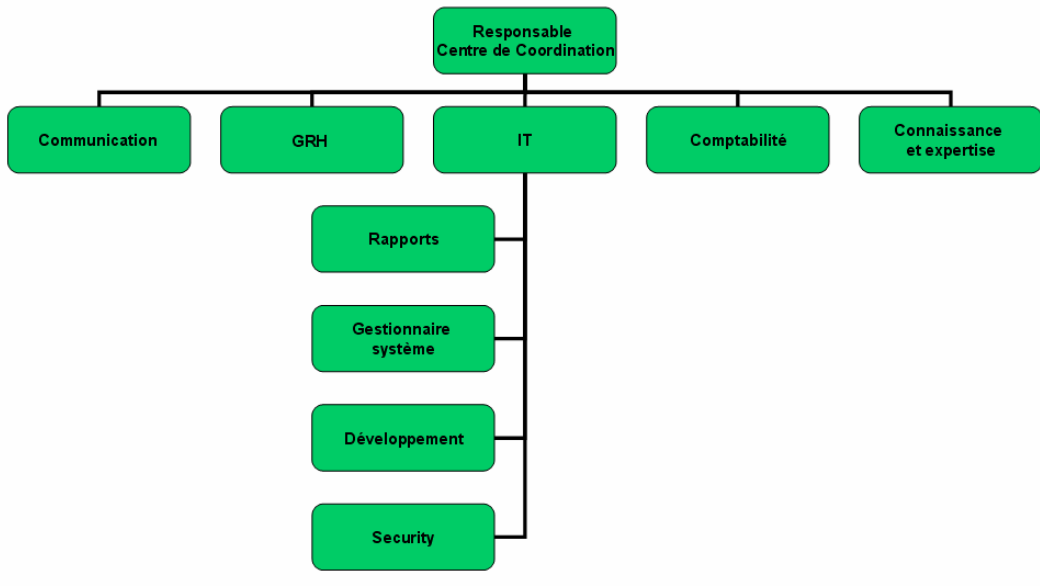 Responsable
Centre de Coordination
Communication
GRH
IT
Comptabilité
Connaissance
et expertise
Rapports
Gestionnaire
système
Développement
Security